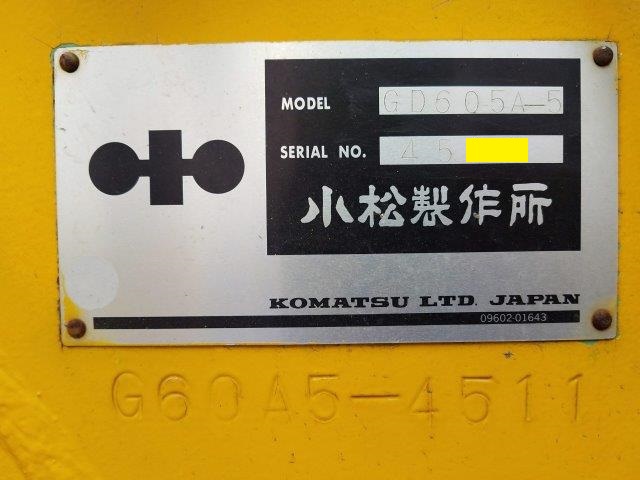 MODEL GD605A-5
SERIAL NO. 45
小松製作所
KOMATSU LTD. JAPAN
09602-01643
G60A5-4511